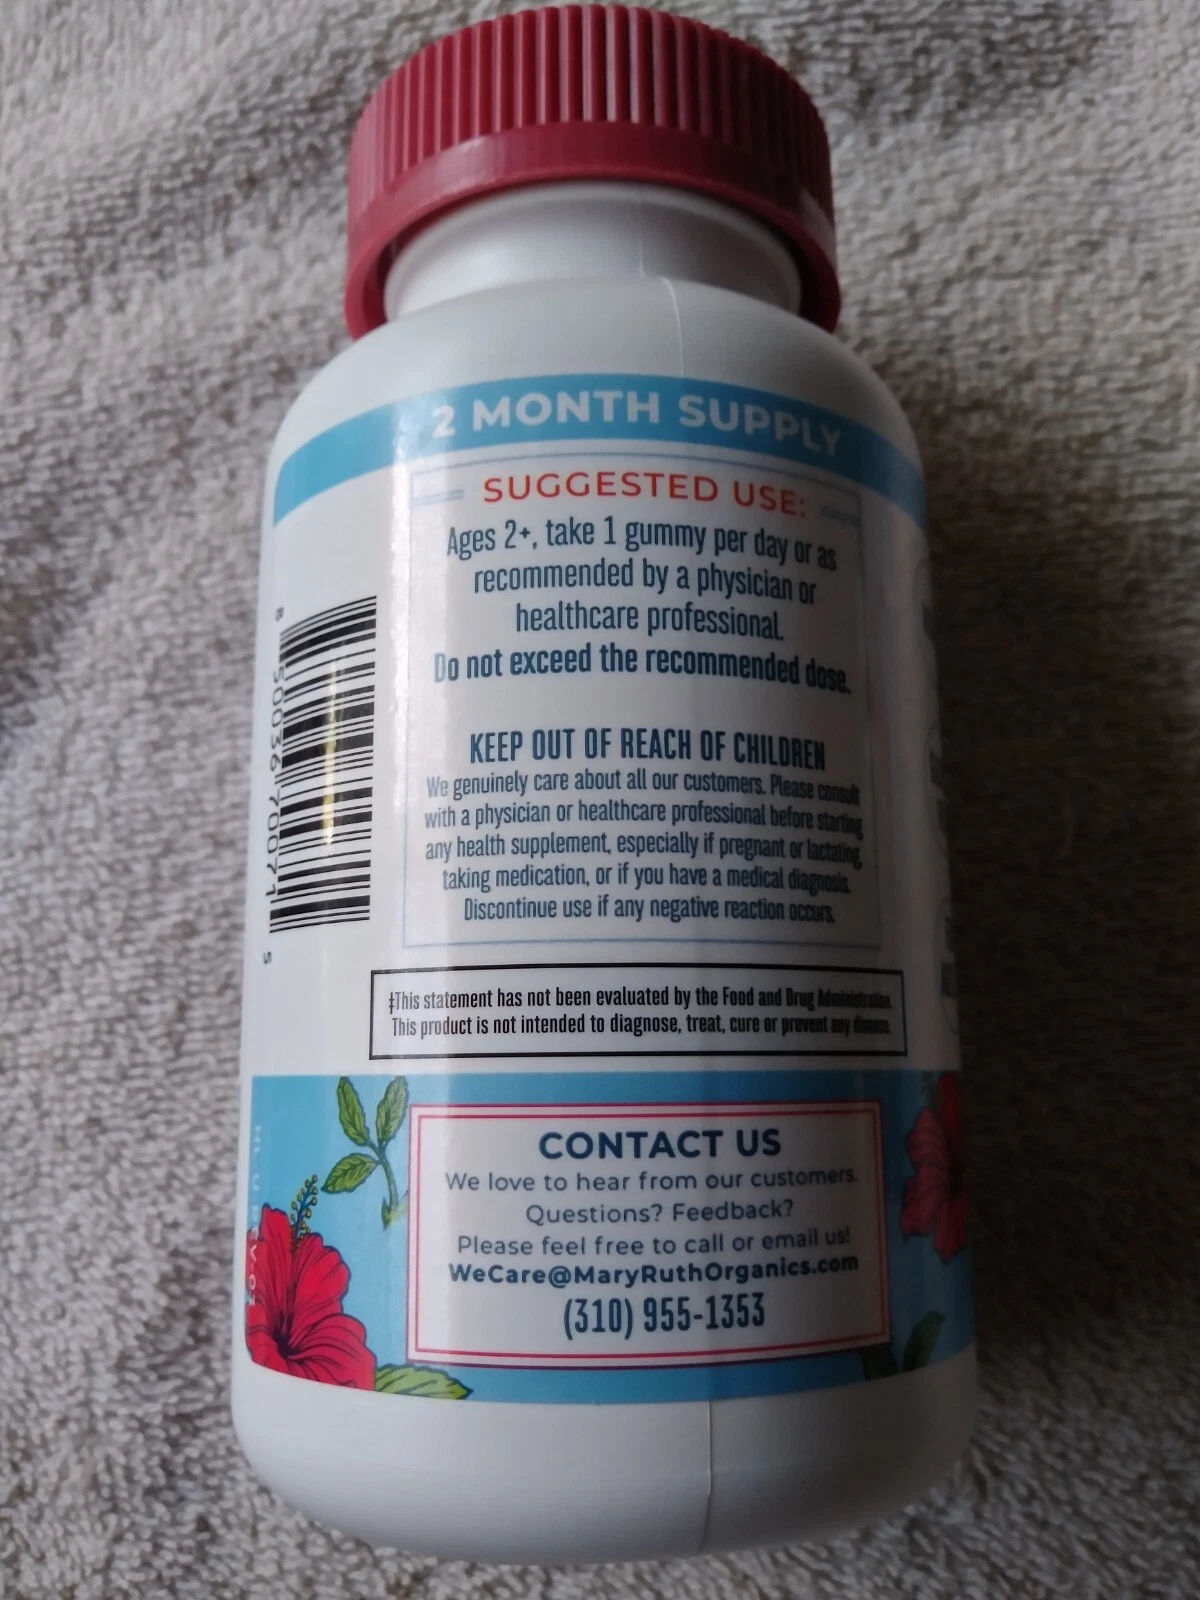 2 MONTH SUPPLY
SUGGESTED USE:
Ages 2+, take 1 gummy per day or as
recommended by a physician or
healthcare professional.
Do not exceed the recommended dose.
KEEP OUT OF REACH OF CHILDREN
We genuinely care about all our customers. Please consult
with a physician or healthcare professional before starting
any health supplement, especially if pregnant or lactating,
taking medication, or if you have a medical diagnosis.
Discontinue use if any negative reaction occurs.
‡This statement has not been evaluated by the Food and Drug Administration.
This product is not intended to diagnose, treat, cure or prevent any disease.
CONTACT US
We love to hear from our customers.
Questions? Feedback?
Please feel free to call or email us!
WeCare@MaryRuthOrganics.com
(310) 955-1353
8 50036 70071 5